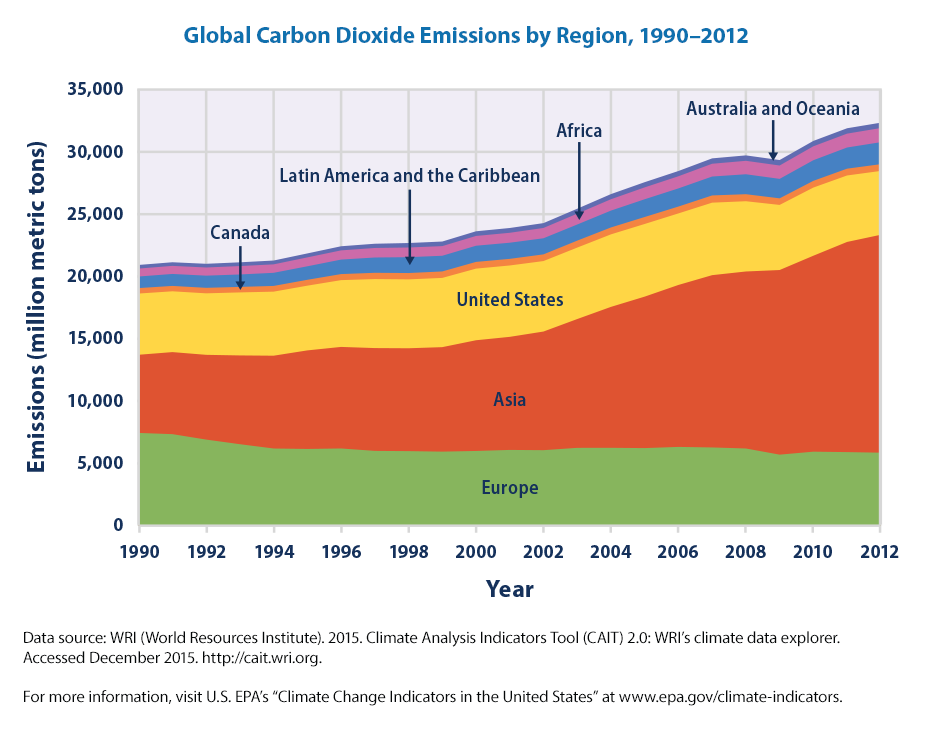 Global Carbon Dioxide Emissions by Region, 1990–2012
Emissions (million metric tons)
35,000
30,000
25,000
20,000
15,000
10,000
5,000
0
Australia and Oceania
Africa
Latin America and the Caribbean
Canada
United States
Asia
Europe
1990 1992 1994 1996 1998 2000 2002 2004 2006 2008 2010 2012
Year
Data source: WRI (World Resources Institute). 2015. Climate Analysis Indicators Tool (CAIT) 2.0: WRI’s climate data explorer.
Accessed December 2015. http://cait.wri.org.
For more information, visit U.S. EPA’s “Climate Change Indicators in the United States” at www.epa.gov/climate-indicators.